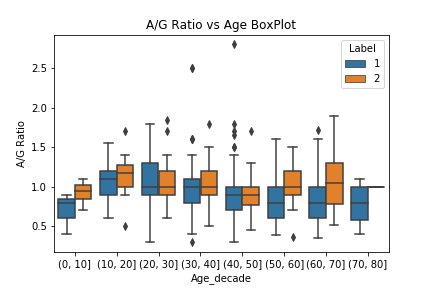 A/G Ratio vs Age BoxPlot
Label
1
2
2.5
2.0
1.5
1.0
0.5
A/G Ratio
(0, 10] (10, 20] (20, 30] (30, 40] (40, 50] (50, 60] (60, 70] (70, 80]
Age_decade